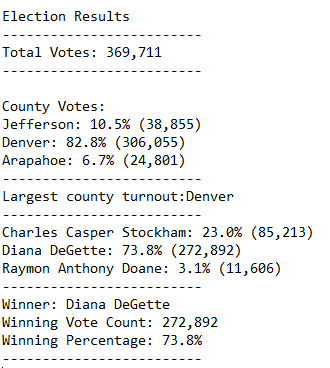 Election Results
-------------------------
Total Votes: 369,711
-------------------------
County Votes:
Jefferson: 10.5% (38,855)
Denver: 82.8% (306,055)
Arapahoe: 6.7% (24,801)
-------------------------
Largest county turnout:Denver
-------------------------
Charles Casper Stockham: 23.0% (85,213)
Diana DeGette: 73.8% (272,892)
Raymon Anthony Doane: 3.1% (11,606)
-------------------------
Winner: Diana DeGette
Winning Vote Count: 272,892
Winning Percentage: 73.8%
-------------------------